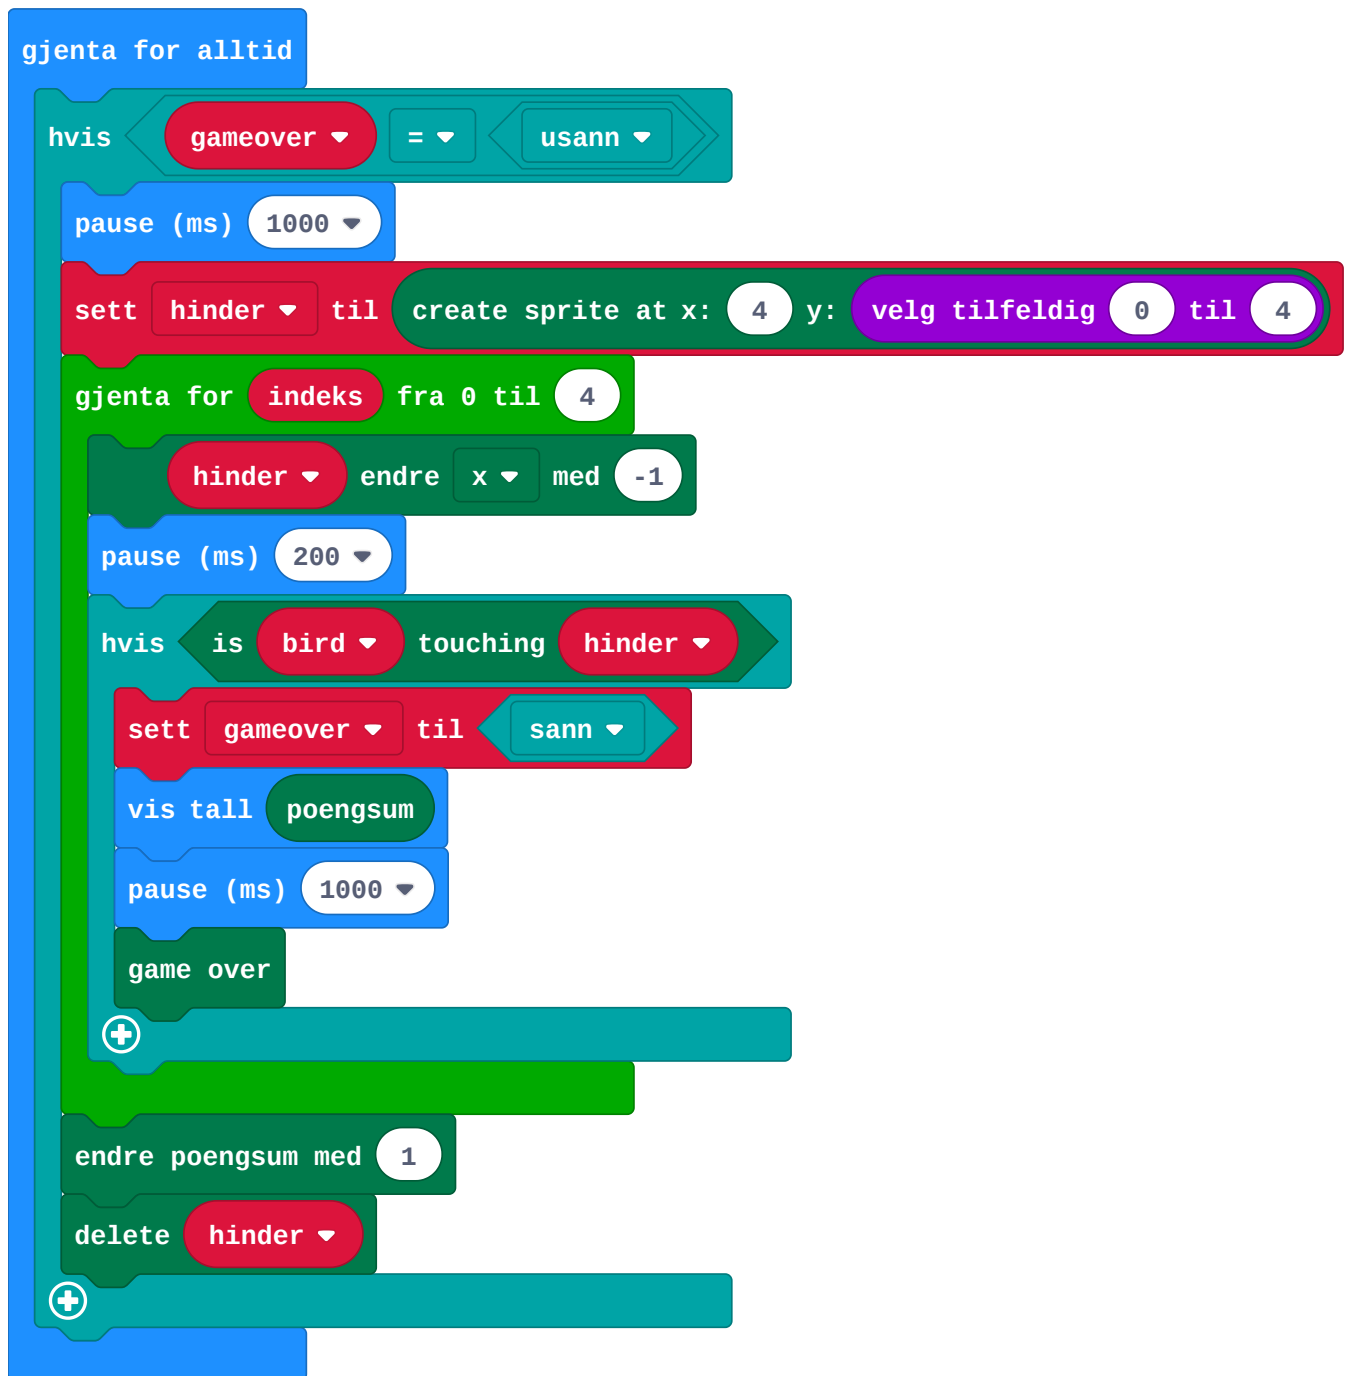 gjenta for alltid
hvis gameover = usann
pause (ms) 1000
sett hinder til create sprite at x: 4 y: velg tilfeldig 0 til 4
gjenta for indeks fra 0 til 4
hinder endre x med -1
pause (ms) 200
hvis is bird touching hinder
sett gameover til sann
vis tall poengsum
pause (ms) 1000
game over
endre poengsum med 1
delete hinder